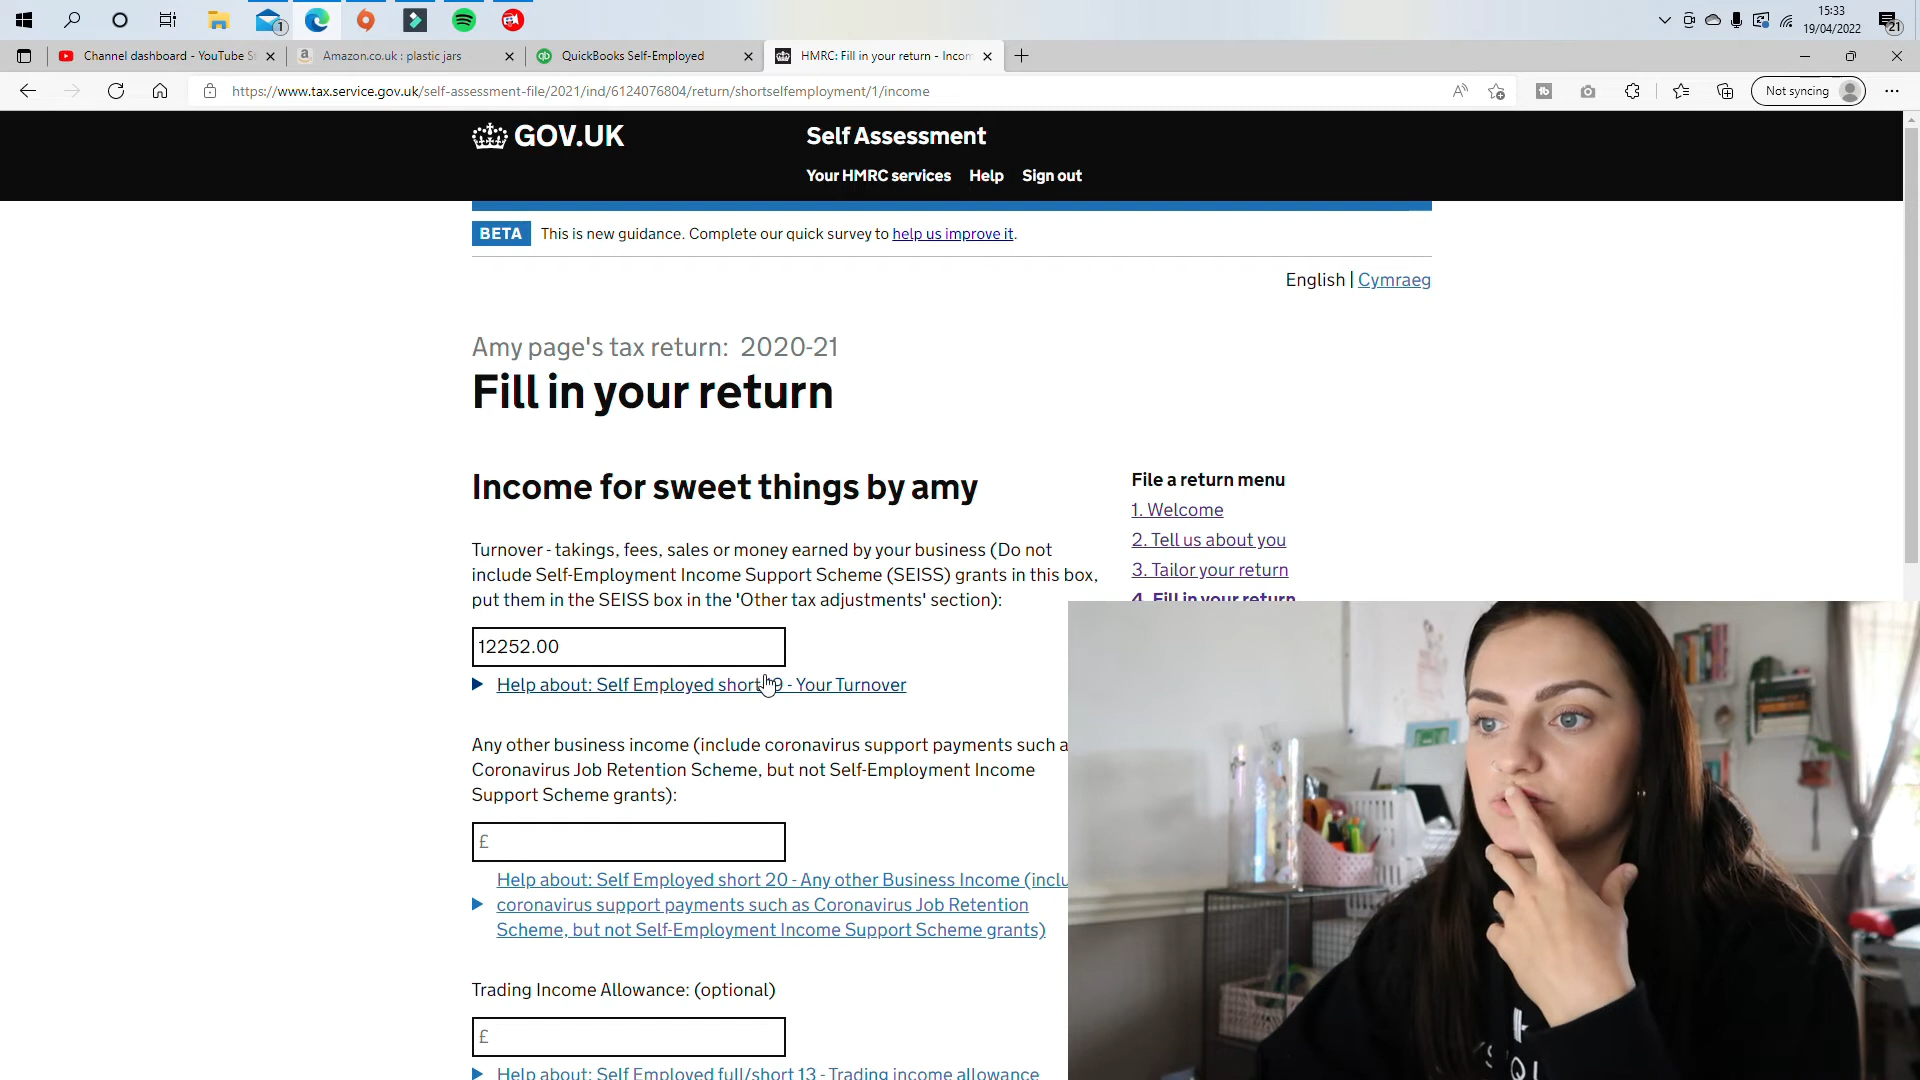 15:33
19/04/2022
1
21
Channel dashboard - YouTube S
Amazon.co.uk : plastic jars
QuickBooks Self-Employed
HMRC: Fill in your return - Incom
https://www.tax.service.gov.uk/self-assessment-file/2021/ind/6124076804/return/shortselfemployment/1/income
Not syncing
GOV.UK
Self Assessment
Your HMRC services Help Sign out
BETA This is new guidance. Complete our quick survey to help us improve it.
English | Cymraeg
Amy page's tax return: 2020-21
Fill in your return
Income for sweet things by amy
Turnover - takings, fees, sales or money earned by your business (Do not
include Self-Employment Income Support Scheme (SEISS) grants in this box,
put them in the SEISS box in the 'Other tax adjustments' section):
12252.00
Help about: Self Employed short 9 - Your Turnover
Any other business income (include coronavirus support payments such a
Coronavirus Job Retention Scheme, but not Self-Employment Income
Support Scheme grants):
£
Help about: Self Employed short 20 - Any other Business Income (inclu
coronavirus support payments such as Coronavirus Job Retention
Scheme, but not Self-Employment Income Support Scheme grants)
Trading Income Allowance: (optional)
£
Help about: Self Employed full/short 13 - Trading income allowance
File a return menu
1. Welcome
2. Tell us about you
3. Tailor your return
4. Fill in your return